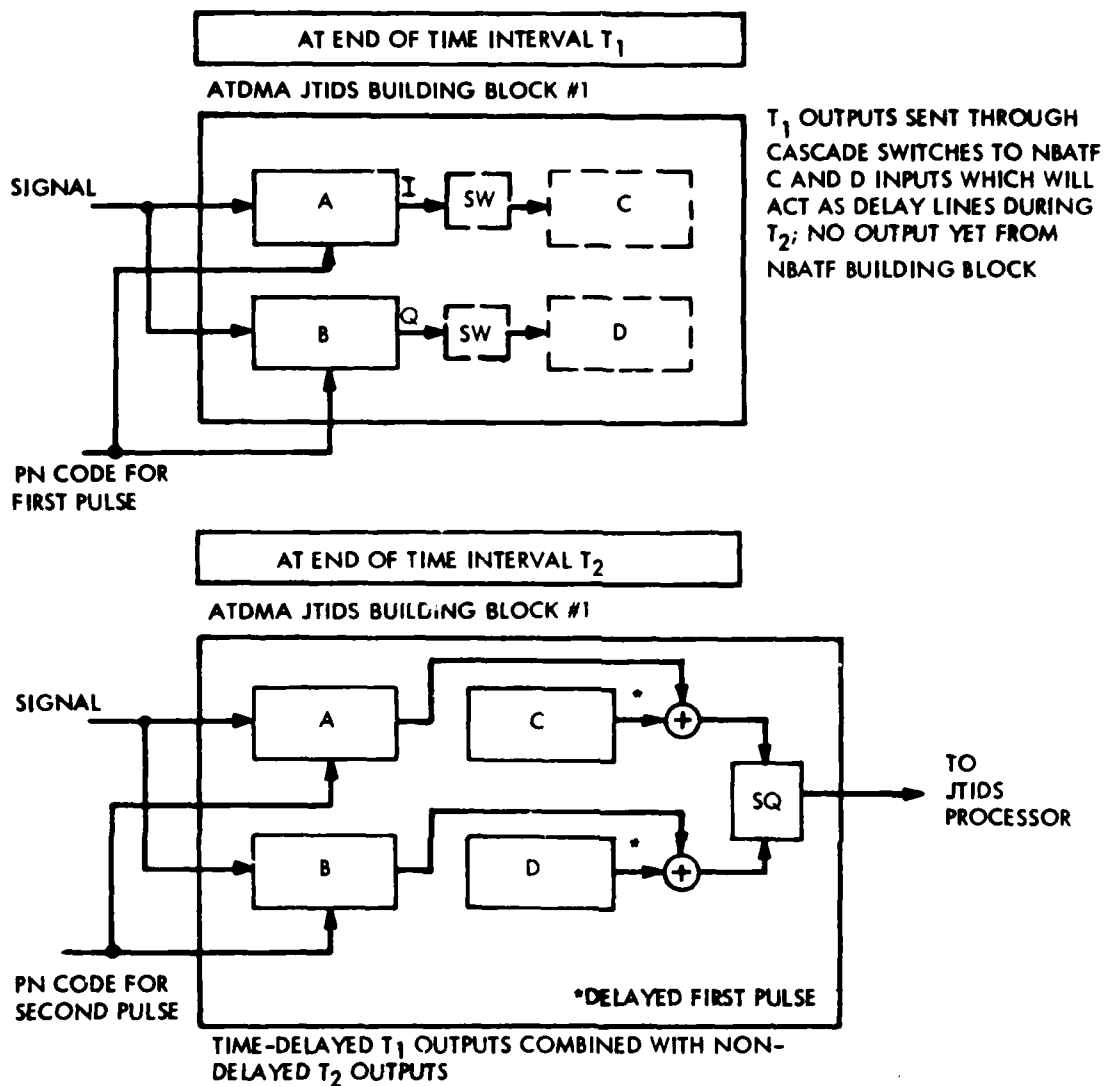 AT END OF TIME INTERVAL T1
ATDMA JTIDS BUILDING BLOCK #1
T1 OUTPUTS SENT THROUGH
CASCADE SWITCHES TO NBATF
C AND D INPUTS WHICH WILL
ACT AS DELAY LINES DURING
T2; NO OUTPUT YET FROM
NBATF BUILDING BLOCK
SIGNAL
A
I
SW
C
B
Q
SW
D
PN CODE FOR
FIRST PULSE
AT END OF TIME INTERVAL T2
ATDMA JTIDS BUILDING BLOCK #1
SIGNAL
A
C
*
+
SQ
TO
JTIDS
PROCESSOR
B
D
*
+
PN CODE FOR
SECOND PULSE
*DELAYED FIRST PULSE
TIME-DELAYED T1 OUTPUTS COMBINED WITH NON-
DELAYED T2 OUTPUTS